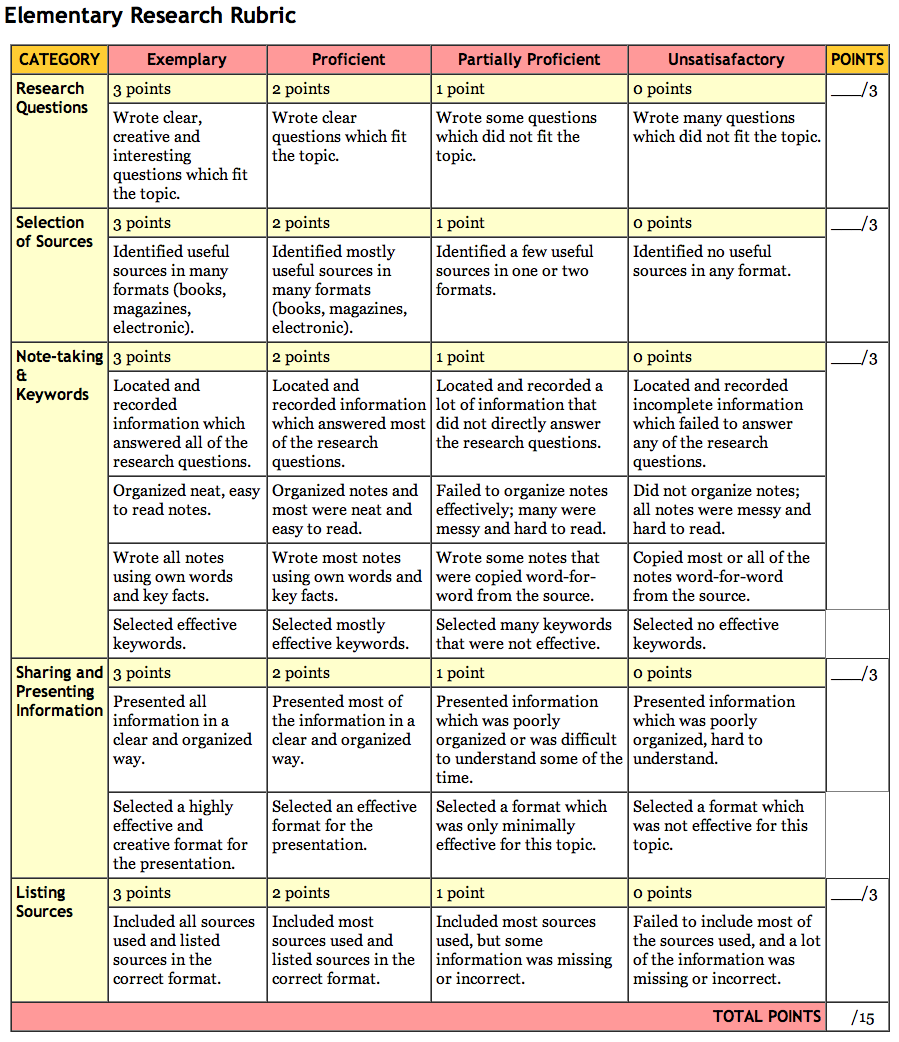 Elementary Research Rubric
CATEGORY Exemplary Proficient Partially Proficient Unsatisafactory POINTS
Research
Questions
3 points 2 points 1 point 0 points ___/3
Wrote clear,
creative and
interesting
questions which fit
the topic.
Wrote clear
questions which fit
the topic.
Wrote some questions
which did not fit the
topic.
Wrote many questions
which did not fit the topic.
Selection
of Sources
3 points 2 points 1 point 0 points ___/3
Identified useful
sources in many
formats (books,
magazines,
electronic).
Identified mostly
useful sources in
many formats
(books, magazines,
electronic).
Identified a few useful
sources in one or two
formats.
Identified no useful
sources in any format.
Note-taking
&
Keywords
3 points 2 points 1 point 0 points ___/3
Located and
recorded
information which
answered all of the
research questions.
Located and
recorded information
which answered most
of the research
questions.
Located and recorded a
lot of information that
did not directly answer
the research questions.
Located and recorded
incomplete information
which failed to answer
any of the research
questions.
Organized neat, easy
to read notes.
Organized notes and
most were neat and
easy to read.
Failed to organize notes
effectively; many were
messy and hard to read.
Did not organize notes;
all notes were messy and
hard to read.
Wrote all notes
using own words
and key facts.
Wrote most notes
using own words and
key facts.
Wrote some notes that
were copied word-for-
word from the source.
Copied most or all of the
notes word-for-word
from the source.
Selected effective
keywords.
Selected mostly
effective keywords.
Selected many keywords
that were not effective.
Selected no effective
keywords.
Sharing and
Presenting
Information
3 points 2 points 1 point 0 points ___/3
Presented all
information in a
clear and organized
way.
Presented most of
the information in a
clear and organized
way.
Presented information
which was poorly
organized or was difficult
to understand some of the
time.
Presented information
which was poorly
organized, hard to
understand.
Selected a highly
effective and
creative format for
the presentation.
Selected an effective
format for the
presentation.
Selected a format which
was only minimally
effective for this topic.
Selected a format which
was not effective for this
topic.
Listing
Sources
3 points 2 points 1 point 0 points ___/3
Included all sources
used and listed
sources in the
correct format.
Included most
sources used and
listed sources in the
correct format.
Included most sources
used, but some
information was missing
or incorrect.
Failed to include most of
the sources used, and a lot
of the information was
missing or incorrect.
TOTAL POINTS /15